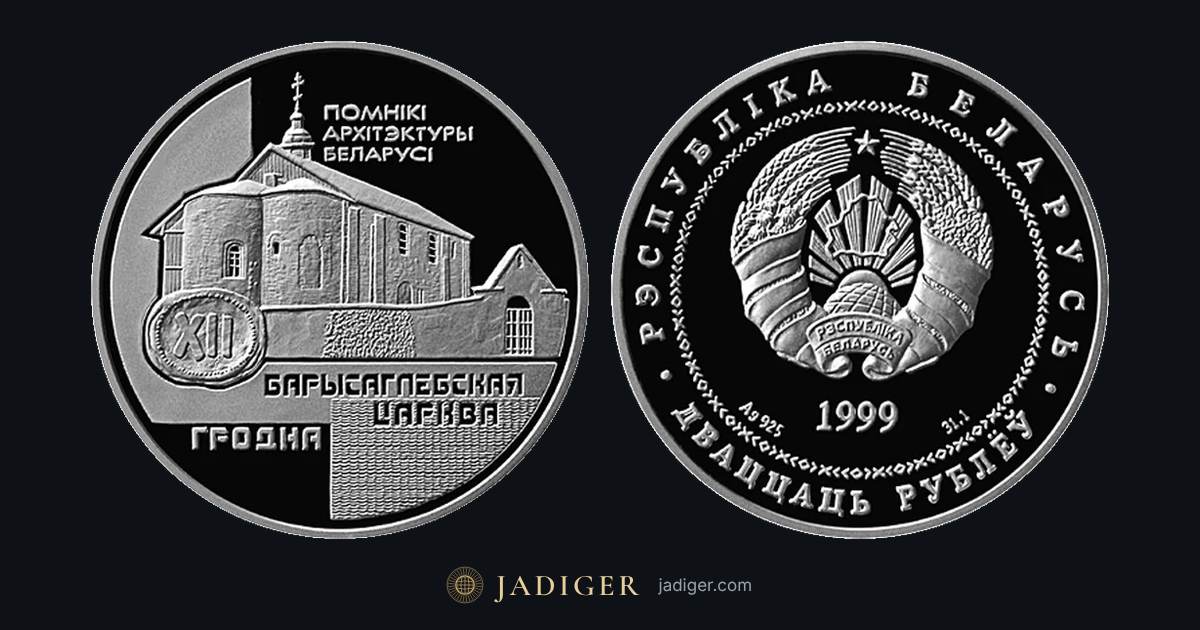 ПОМНІКІ
АРХІТЭКТУРЫ
БЕЛАРУСІ
XII
БАРЫСАГЛЕБСКАЯ
ЦАРКВА
ГРОДНА
РЭСПУБЛІКА БЕЛАРУСЬ
РЭСПУБЛІКА
БЕЛАРУСЬ
1999
Ag 925
31,1
ДВАЦЦАЦЬ РУБЛЁЎ
JADIGER jadiger.com